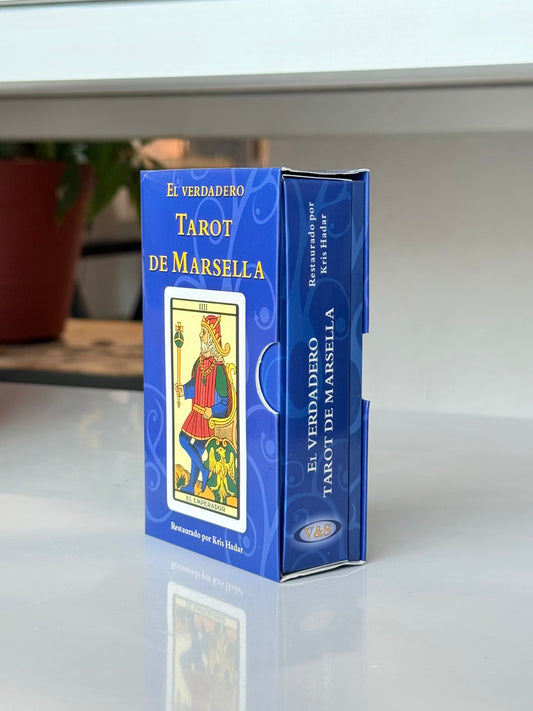 EL VERDADERO
TAROT
DE MARSELLA
IIII
EL EMPERADOR
Restaurado por Kris Hadar
Restaurado por
Kris Hadar
EL VERDADERO
TAROT DE MARSELLA
V&S